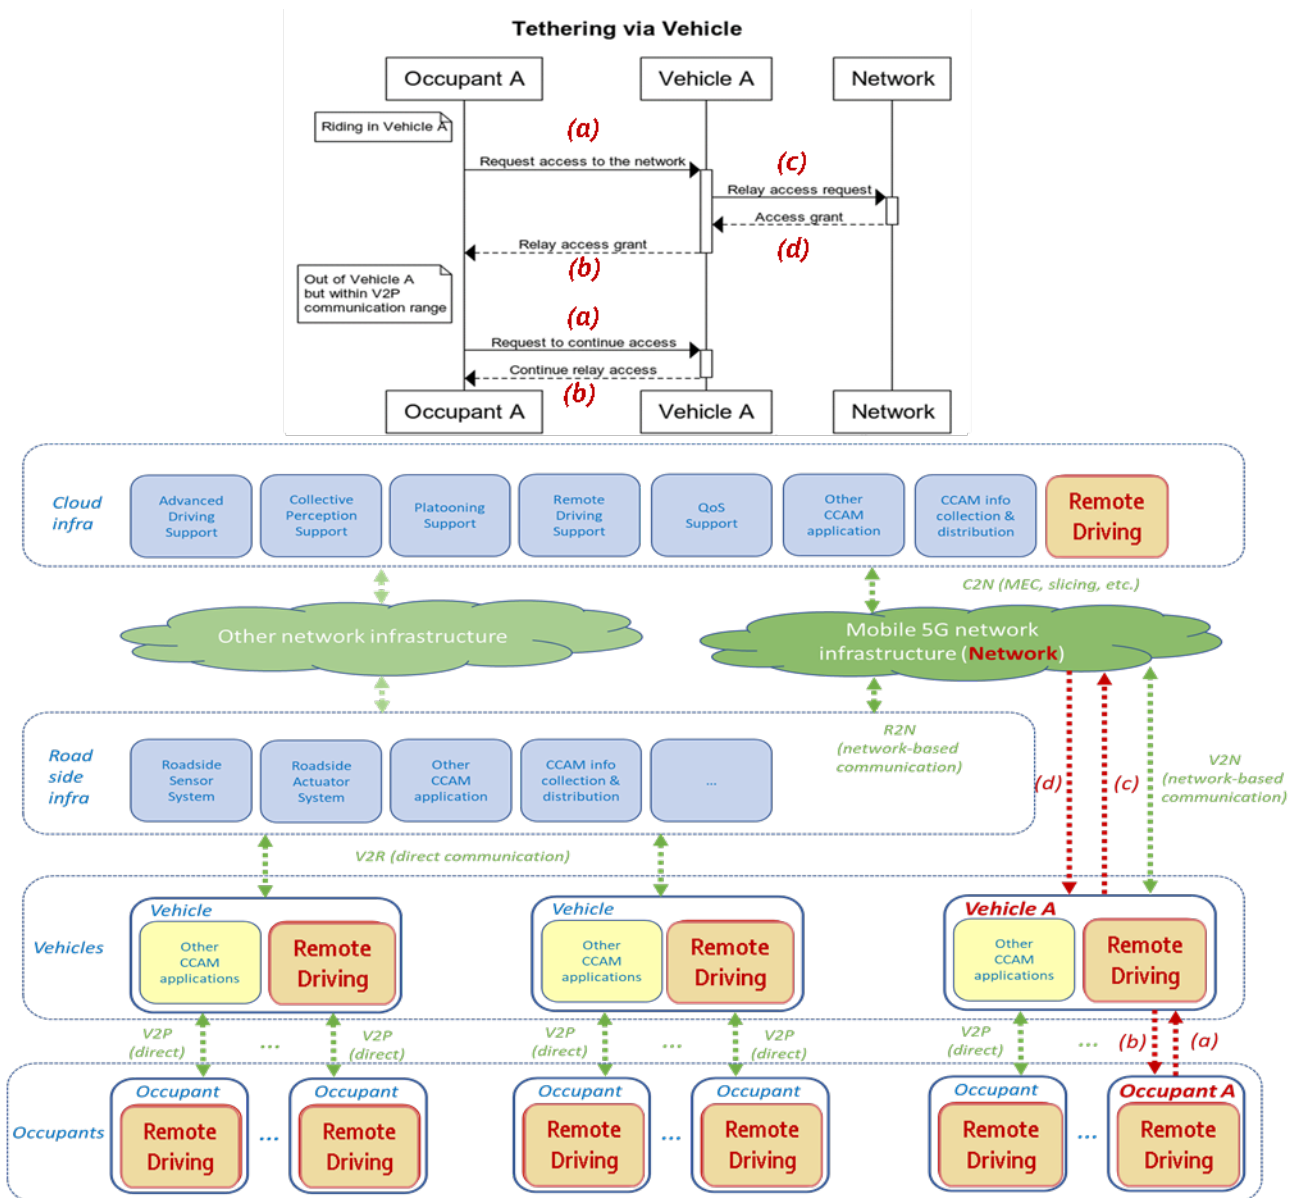 Tethering via Vehicle
Occupant A
Vehicle A
Network
Riding in Vehicle A
(a)
Request access to the network
(c)
Relay access request
Access grant
(d)
Relay access grant
(b)
Out of Vehicle A
but within V2P
communication range
(a)
Request to continue access
Continue relay access
(b)
Occupant A
Vehicle A
Network
Cloud
infra
Advanced
Driving
Support
Collective
Perception
Support
Platooning
Support
Remote
Driving
Support
QoS
Support
Other
CCAM
application
CCAM info
collection &
distribution
Remote
Driving
C2N (MEC, slicing, etc.)
Other network infrastructure
Mobile 5G network
infrastructure (Network)
Road
side
infra
Roadside
Sensor
System
Roadside
Actuator
System
Other
CCAM
application
CCAM info
collection &
distribution
...
R2N
(network-based
communication)
(d)
(c)
V2N
(network-based
communication)
V2R (direct communication)
Vehicles
Vehicle
Other
CCAM
applications
Remote
Driving
Vehicle
Other
CCAM
applications
Remote
Driving
Vehicle A
Other
CCAM
applications
Remote
Driving
V2P
(direct)
...
V2P
(direct)
V2P
(direct)
...
V2P
(direct)
V2P
(direct)
...
(b)
(a)
Occupants
Occupant
Remote
Driving
...
Occupant
Remote
Driving
Occupant
Remote
Driving
...
Occupant
Remote
Driving
Occupant
Remote
Driving
...
Occupant A
Remote
Driving